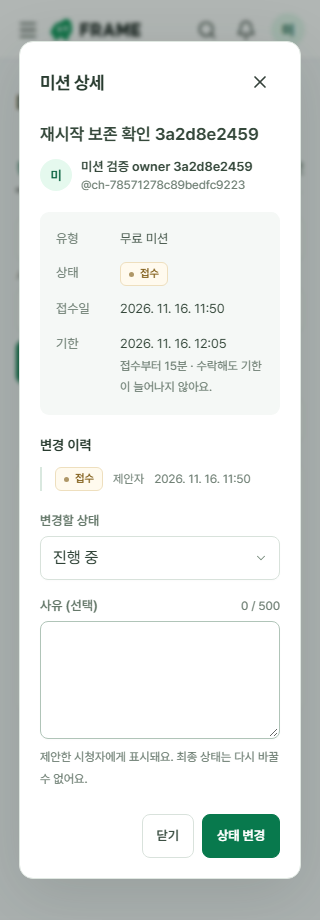 FRAME
미
미션 상세
재시작 보존 확인 3a2d8e2459
미
미션 검증 owner 3a2d8e2459
@ch-78571278c89bedfc9223
유형 무료 미션
상태 접수
접수일 2026. 11. 16. 11:50
기한 2026. 11. 16. 12:05
접수부터 15분 · 수락해도 기한
이 늘어나지 않아요.
변경 이력
접수 제안자 2026. 11. 16. 11:50
변경할 상태
진행 중
사유 (선택) 0 / 500
제안한 시청자에게 표시돼요. 최종 상태는 다시 바꿀
수 없어요.
닫기 상태 변경